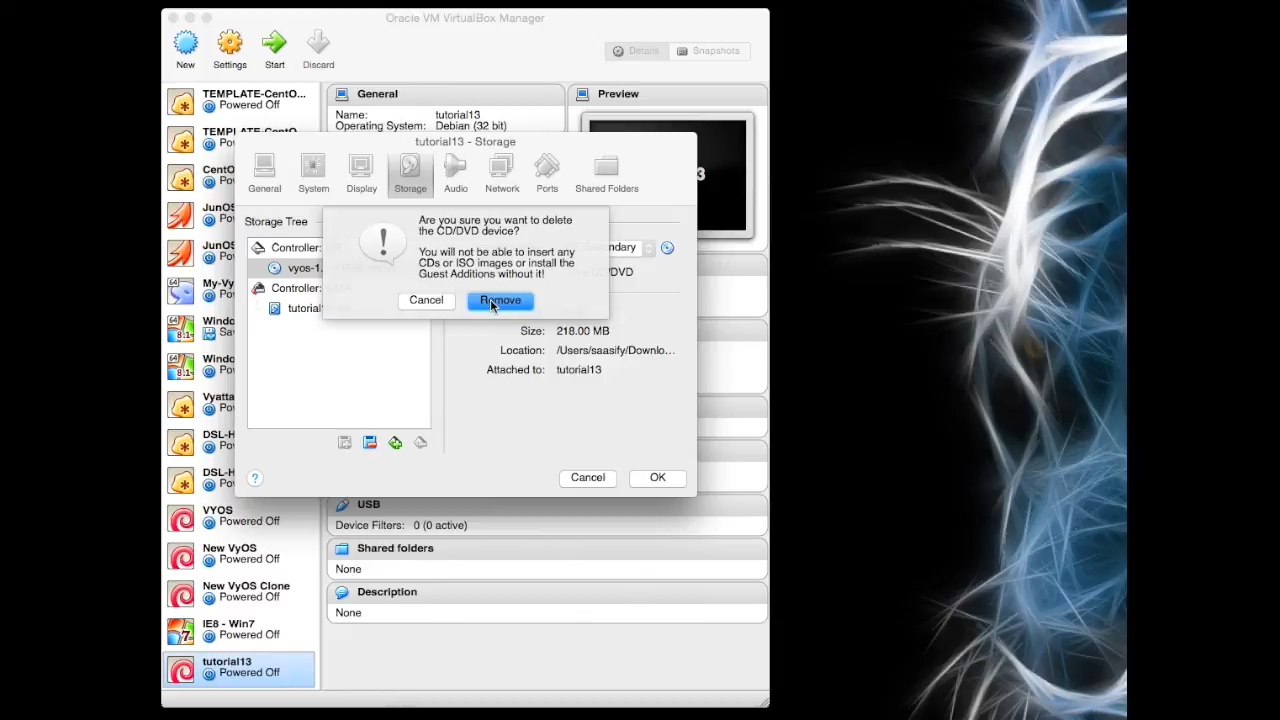 Oracle VM VirtualBox Manager
New
Settings
Start
Discard
Details
Snapshots
TEMPLATE-CentO...
Powered Off
General
Preview
Name: tutorial13
Operating System: Debian (32 bit)
tutorial13 - Storage
General
System
Display
Storage
Audio
Network
Ports
Shared Folders
Storage Tree
Controller:
vyos-1.
Controller:
tutorial
Are you sure you want to delete
the CD/DVD device?
You will not be able to insert any
CDs or ISO images or install the
Guest Additions without it!
Cancel
Remove
Size: 218.00 MB
Location: /Users/saasify/Downlo...
Attached to: tutorial13
?
Cancel
OK
VYOS
Powered Off
New VyOS
Powered Off
New VyOS Clone
Powered Off
IE8 - Win7
Powered Off
tutorial13
Powered Off
USB
Device Filters: 0 (0 active)
Shared folders
None
Description
None